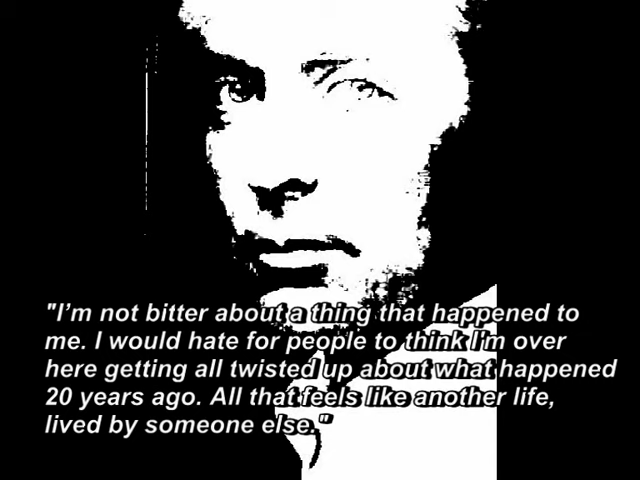 "I'm not bitter about a thing that happened to
me. I would hate for people to think I'm over
here getting all twisted up about what happened
20 years ago. All that feels like another life,
lived by someone else."